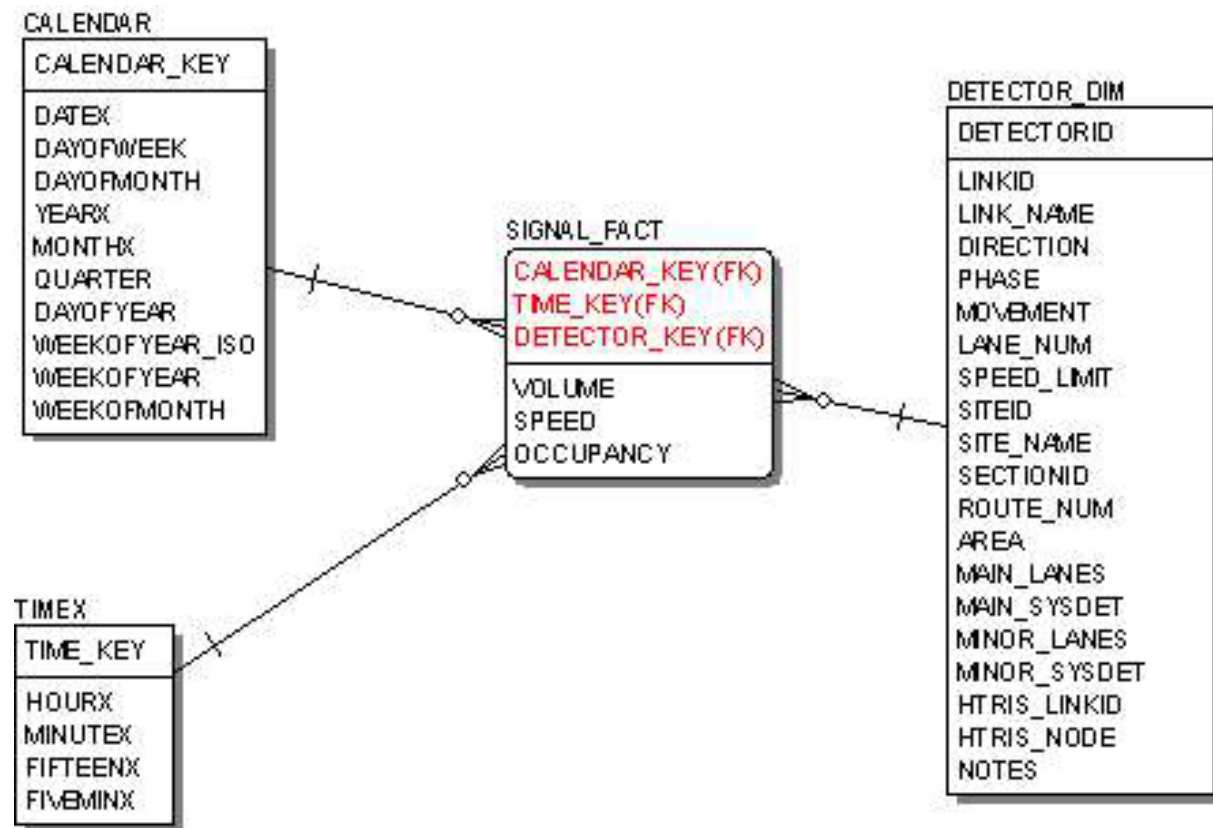 CALENDAR
CALENDAR_KEY
DATEX
DAYOFWEEK
DAYOFMONTH
YEARX
MONTHX
QUARTER
DAYOFYEAR
WEEKOFYEAR_ISO
WEEKOFYEAR
WEEKOFMONTH
TIMEX
TIME_KEY
HOURX
MINUTEX
FIFTEENX
FIVEMINX
SIGNAL_FACT
CALENDAR_KEY(FK)
TIME_KEY(FK)
DETECTOR_KEY(FK)
VOLUME
SPEED
OCCUPANCY
DETECTOR_DIM
DETECTORID
LINKID
LINK_NAME
DIRECTION
PHASE
MOVEMENT
LANE_NUM
SPEED_LIMIT
SITEID
SITE_NAME
SECTIONID
ROUTE_NUM
AREA
MAIN_LANES
MAIN_SYSDET
MINOR_LANES
MINOR_SYSDET
HTRIS_LINKID
HTRIS_NODE
NOTES